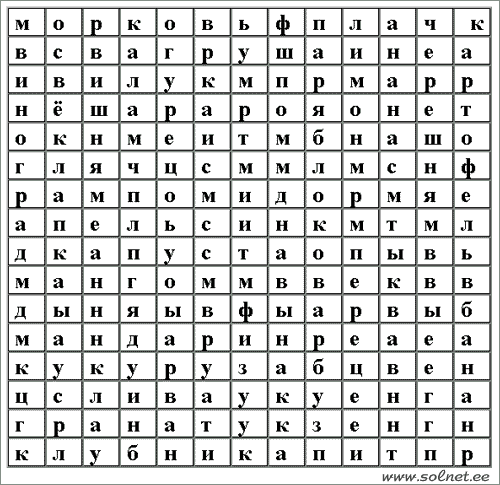 м о р к о в ь ф п л а ч к
в с в а г р у ш а и н е а
и в и л у к м п р м а р р
н ё ш а р а р о я о н е т
о к н м е и т м б н а ш о
г л я ч ц с м м л м с н ф
р а м п о м и д о р м я е
а п е л ь с и н к м т м л
д к а п у с т а о п ы в ь
м а н г о м м в в е к в в
д ы н я ы в ф ы а р в ы б
м а н д а р и н р е а е а
к у к у р у з а б ц в е н
ц с л и в а у к у е н г а
г р а н а т у к з е н г н
к л у б н и к а п и т п р
www.solnet.ee